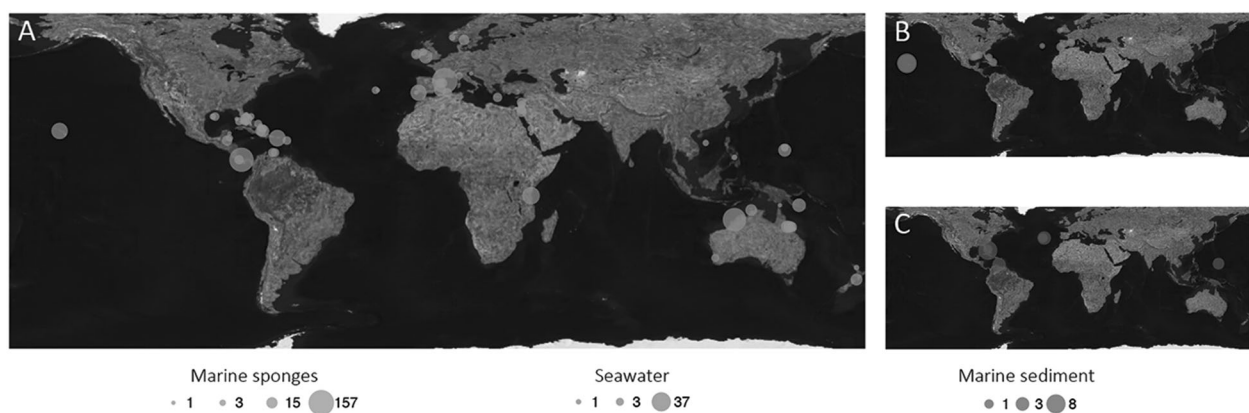 A
B
C
Marine sponges
1 3 15 157
Seawater
1 3 37
Marine sediment
1 3 8